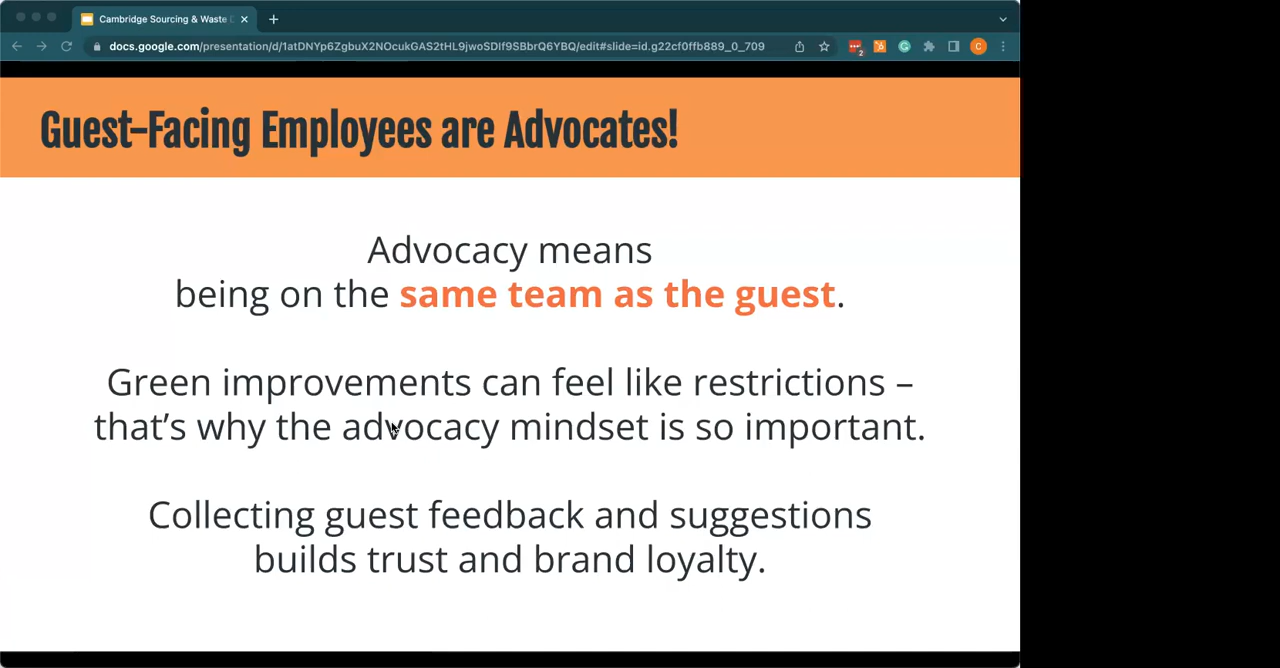 Cambridge Sourcing & Waste
docs.google.com/presentation/d/1atDNYp6ZgbuX2NOcukGAS2tHL9jwoSDlf9SBbrQ6YBQ/edit#slide=id.g22cf0ffb889_0_709
2
C
Guest-Facing Employees are Advocates!
Advocacy means
being on the same team as the guest.
Green improvements can feel like restrictions –
that's why the advocacy mindset is so important.
Collecting guest feedback and suggestions
builds trust and brand loyalty.